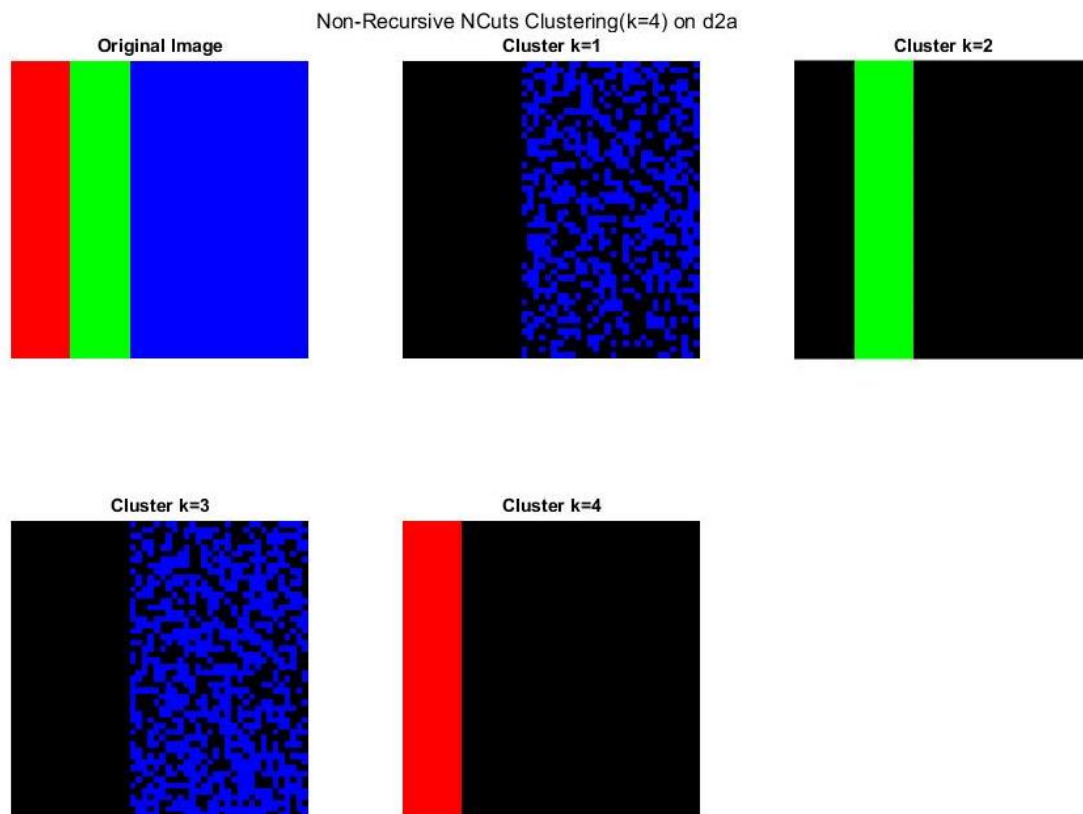 Non-Recursive NCuts Clustering(k=4) on d2a
Original Image
Cluster k=1
Cluster k=2
Cluster k=3
Cluster k=4